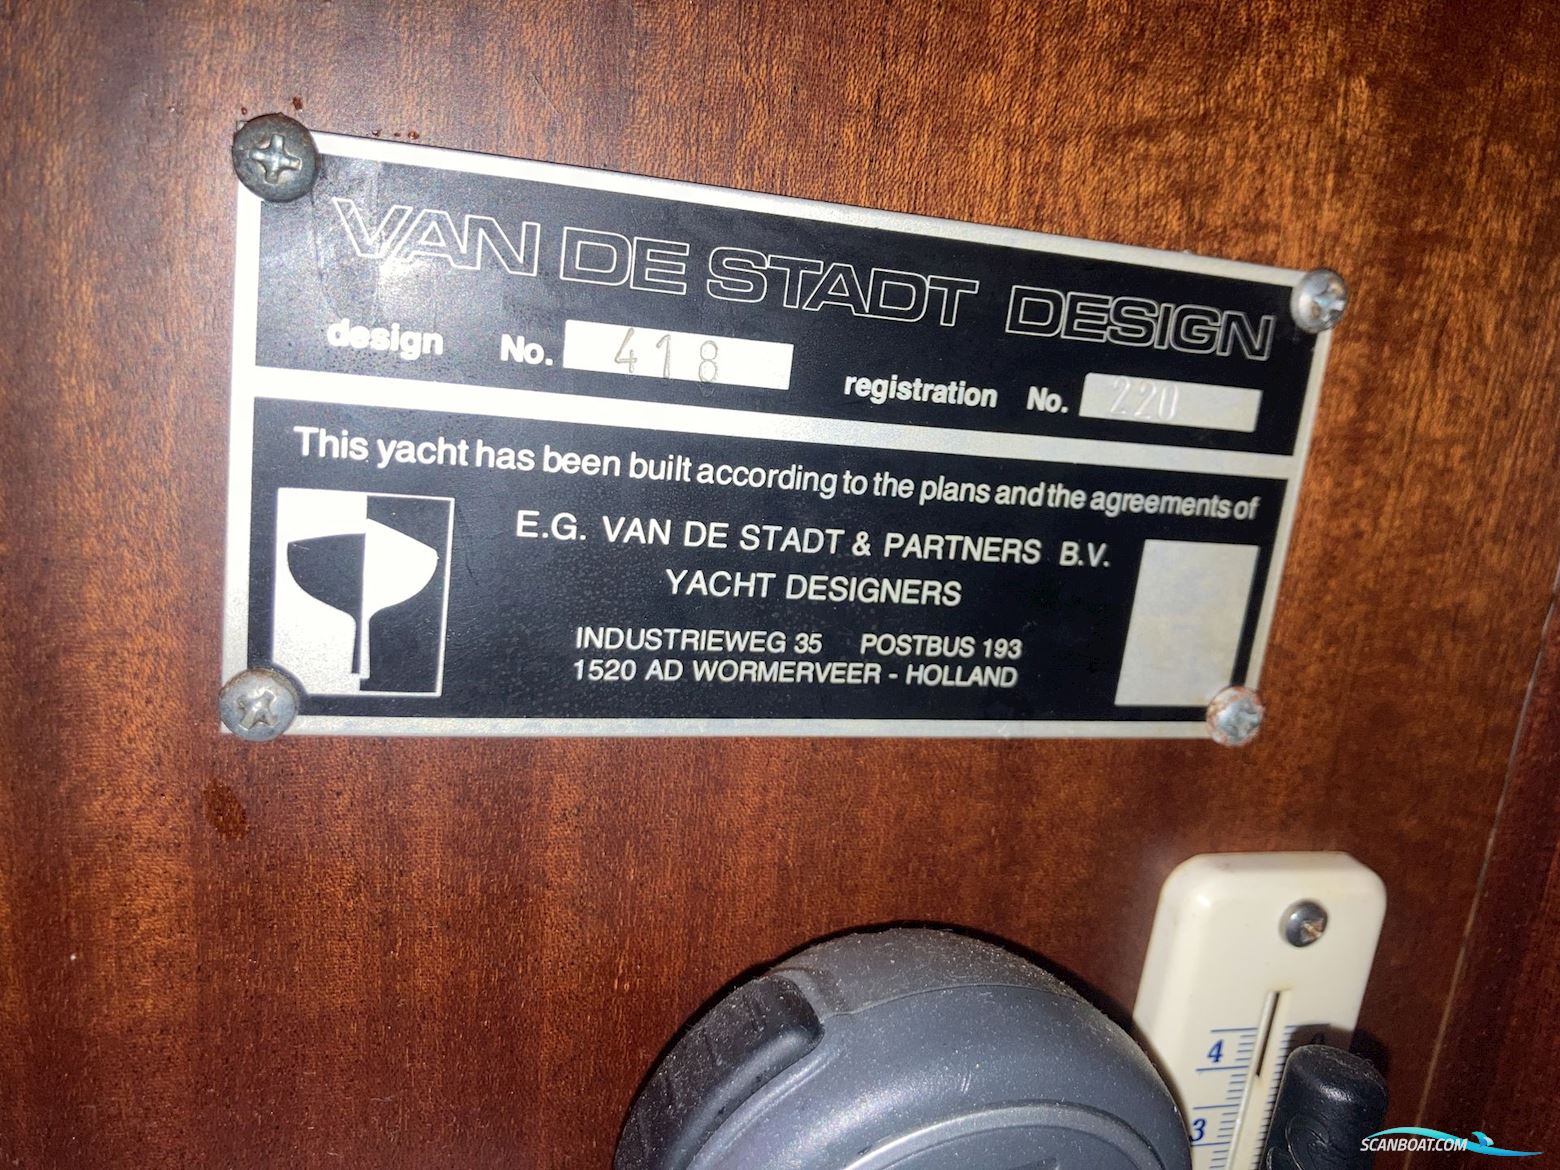 VAN DE STADT DESIGN
design No. 418 registration No. 220
This yacht has been built according to the plans and the agreements of
E.G. VAN DE STADT & PARTNERS B.V.
YACHT DESIGNERS
INDUSTRIEWEG 35 POSTBUS 193
1520 AD WORMERVEER - HOLLAND
4
3
SCANBOAT.COM